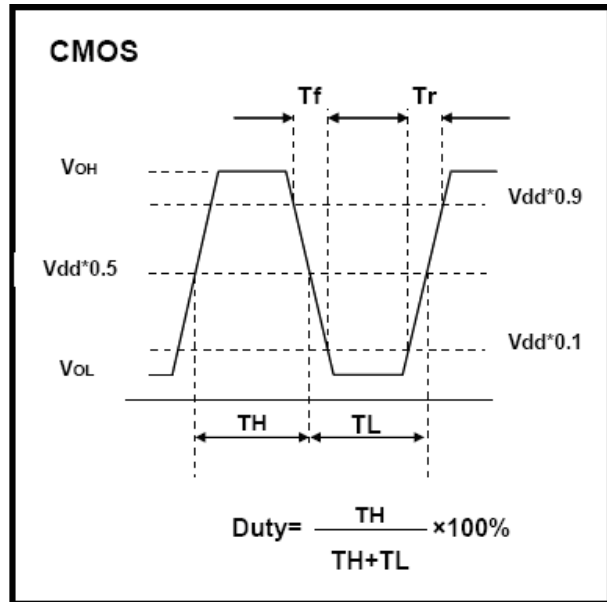 CMOS
Tf Tr
VOH
Vdd*0.9
Vdd*0.5
Vdd*0.1
VOL
TH TL
Duty= TH ×100%
TH+TL